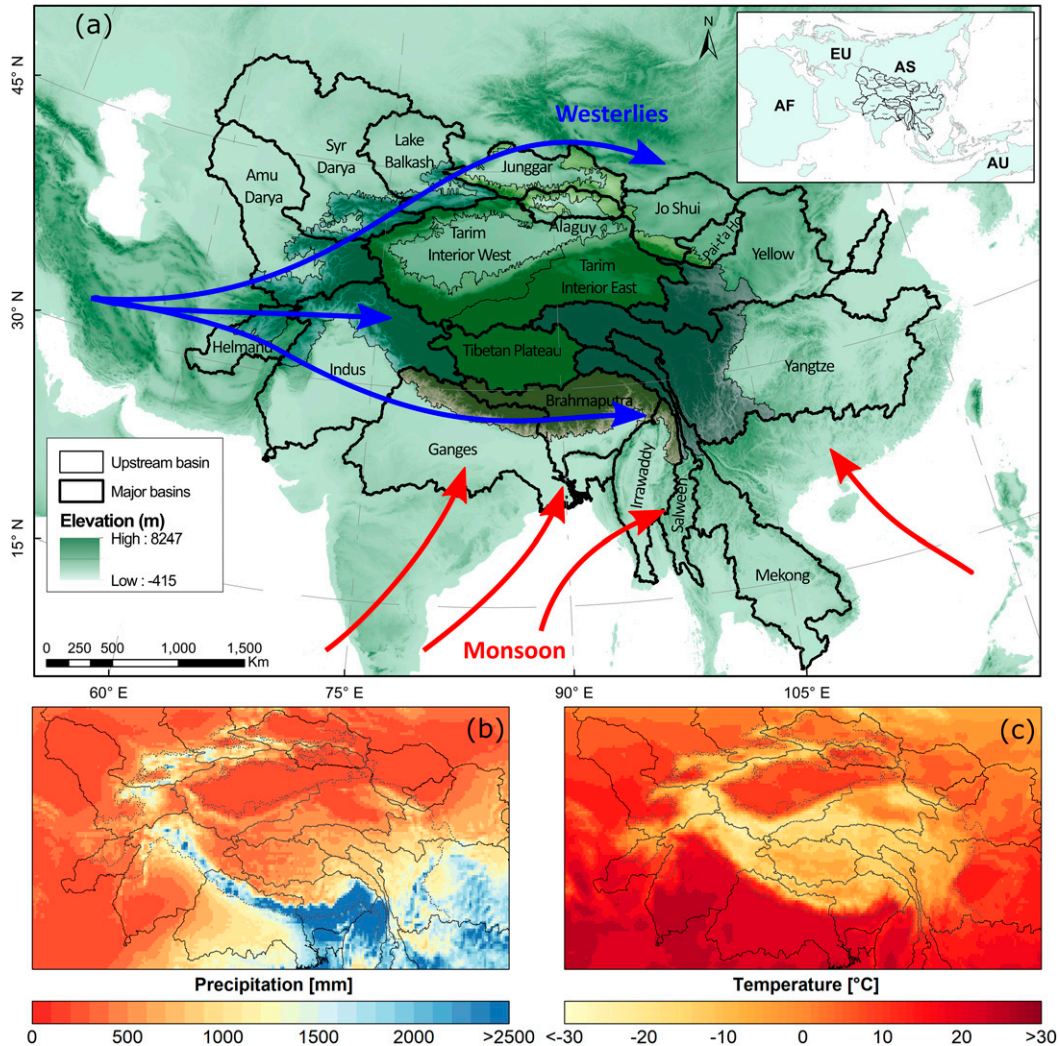 (a)
N
EU
AS
AF
AU
45° N
30° N
15° N
Westerlies
Syr
Darya
Lake
Balkash
Amu
Darya
Junggar
Jo Shui
Alaguy
Pai-ta Ho
Yellow
Tarim
Interior West
Tarim
Interior East
Helmand
Indus
Tibetan Plateau
Yangtze
Brahmaputra
Ganges
Irrawaddy
Salween
Mekong
Monsoon
Upstream basin
Major basins
Elevation (m)
High : 8247
Low : -415
0 250 500 1,000 1,500
Km
60° E 75° E 90° E 105° E
(b)
(c)
Precipitation [mm]
0 500 1000 1500 2000 >2500
Temperature [°C]
<-30 -20 -10 0 10 20 >30